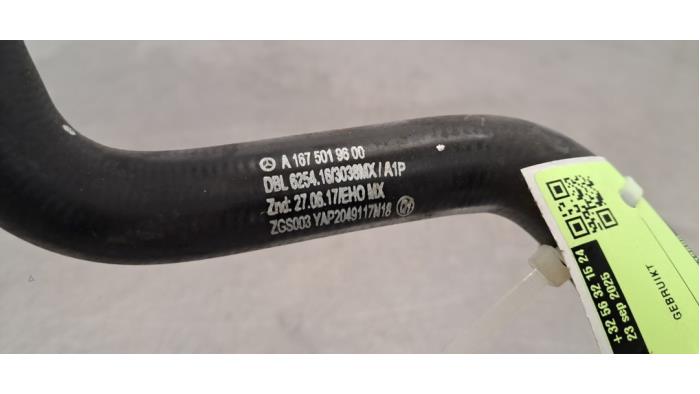 A 167 501 96 00
DBL 6254.16/3038MX/A1P
Znd: 27.06.17/EHO MX
ZGS003 YAP2049117N18
GEBRUIKT
+ 32 56 32 15 24
23 sep 2025